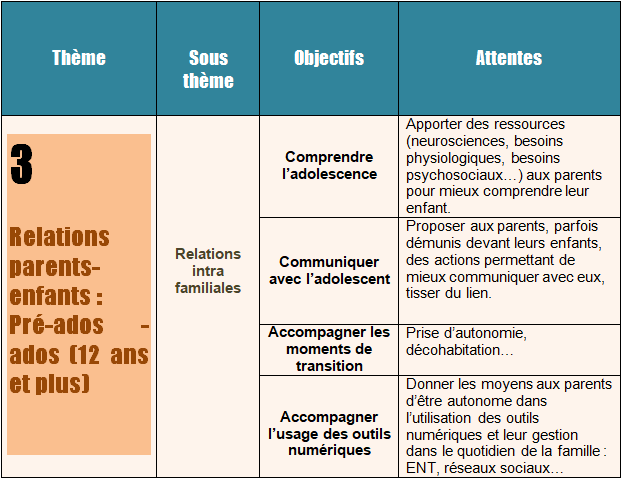 Thème
Sous
thème
Objectifs
Attentes
3
Relations
parents-
enfants :
Pré-ados -
ados (12 ans
et plus)
Relations
intra
familiales
Comprendre
l’adolescence
Apporter des ressources
(neurosciences, besoins
physiologiques, besoins
psychosociaux…) aux parents
pour mieux comprendre leur
enfant.
Communiquer
avec l’adolescent
Proposer aux parents, parfois
démunis devant leurs enfants,
des actions permettant de
mieux communiquer avec eux,
tisser du lien.
Accompagner les
moments de
transition
Prise d’autonomie,
décohabitation…
Accompagner
l’usage des outils
numériques
Donner les moyens aux parents
d’être autonome dans
l’utilisation des outils
numériques et leur gestion
dans le quotidien de la famille :
ENT, réseaux sociaux…